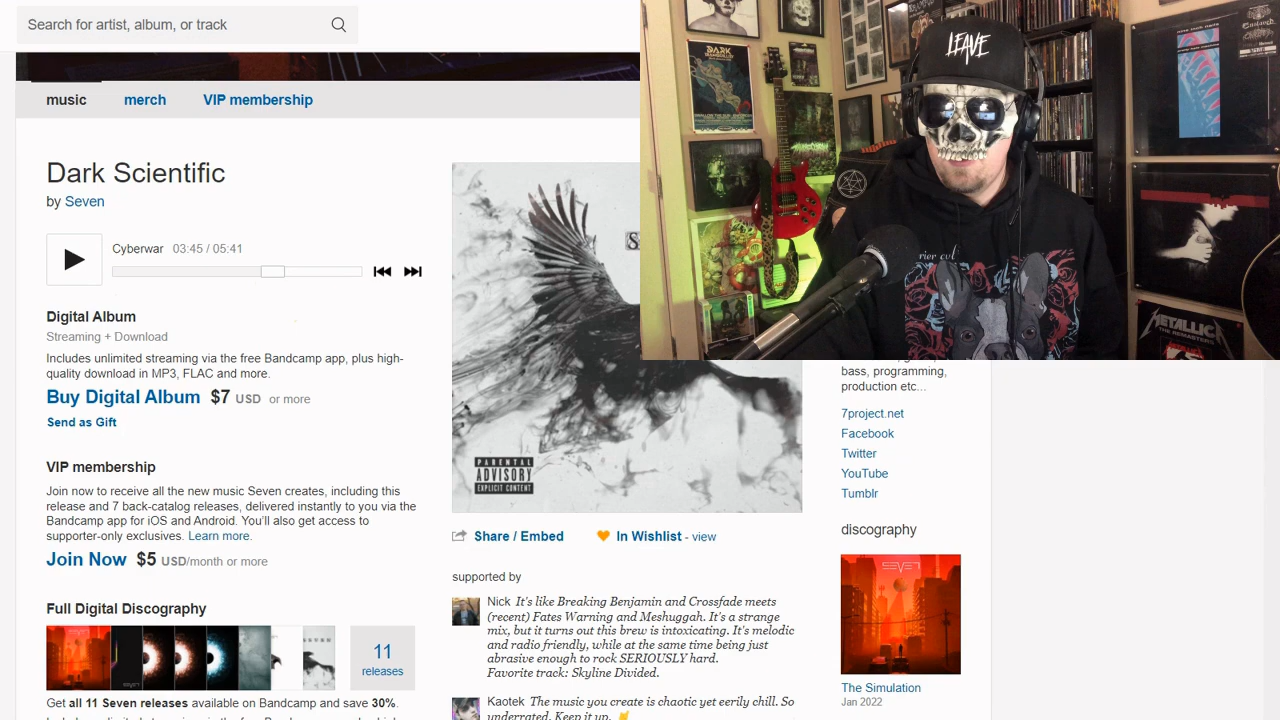 Search for artist, album, or track
music
merch
VIP membership
Dark Scientific
by Seven
Cyberwar 03:45 / 05:41
Digital Album
Streaming + Download
Includes unlimited streaming via the free Bandcamp app, plus high-
quality download in MP3, FLAC and more.
Buy Digital Album $7 USD or more
Send as Gift
VIP membership
Join now to receive all the new music Seven creates, including this
release and 7 back-catalog releases, delivered instantly to you via the
Bandcamp app for iOS and Android. You’ll also get access to
supporter-only exclusives. Learn more.
Join Now $5 USD/month or more
Full Digital Discography
11
releases
Get all 11 Seven releases available on Bandcamp and save 30%.
PARENTAL
ADVISORY
EXPLICIT CONTENT
Share / Embed
In Wishlist - view
supported by
Nick It's like Breaking Benjamin and Crossfade meets
(recent) Fates Warning and Meshuggah. It's a strange
mix, but it turns out this brew is intoxicating. It's melodic
and radio friendly, while at the same time being just
abrasive enough to rock SERIOUSLY hard.
Favorite track: Skyline Divided.
Kaotek The music you create is chaotic yet eerily chill. So
underrated. Keep it up.
LEAVE
DARK
TRANQUILLITY
METALLICA
THE REMASTERS
bass, programming,
production etc...
7project.net
Facebook
Twitter
YouTube
Tumblr
discography
SEVEN
The Simulation
Jan 2022